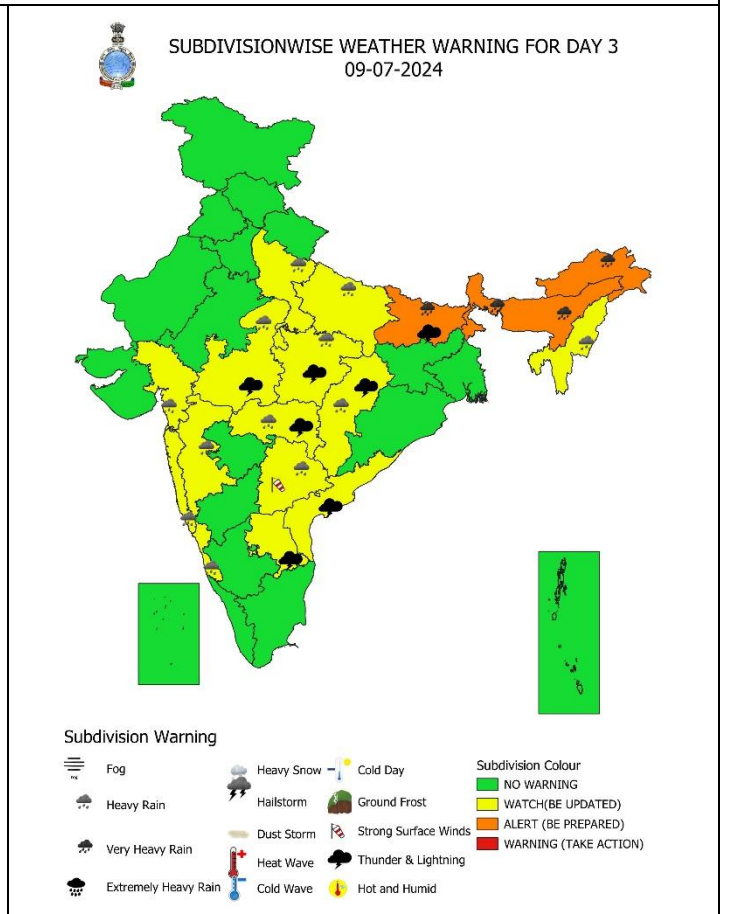 SUBDIVISIONWISE WEATHER WARNING FOR DAY 3
09-07-2024
Subdivision Warning
Fog
Heavy Rain
Very Heavy Rain
Extremely Heavy Rain
Heavy Snow
Hailstorm
Dust Storm
Heat Wave
Cold Wave
Cold Day
Ground Frost
Strong Surface Winds
Thunder & Lightning
Hot and Humid
Subdivision Colour
NO WARNING
WATCH(BE UPDATED)
ALERT (BE PREPARED)
WARNING (TAKE ACTION)